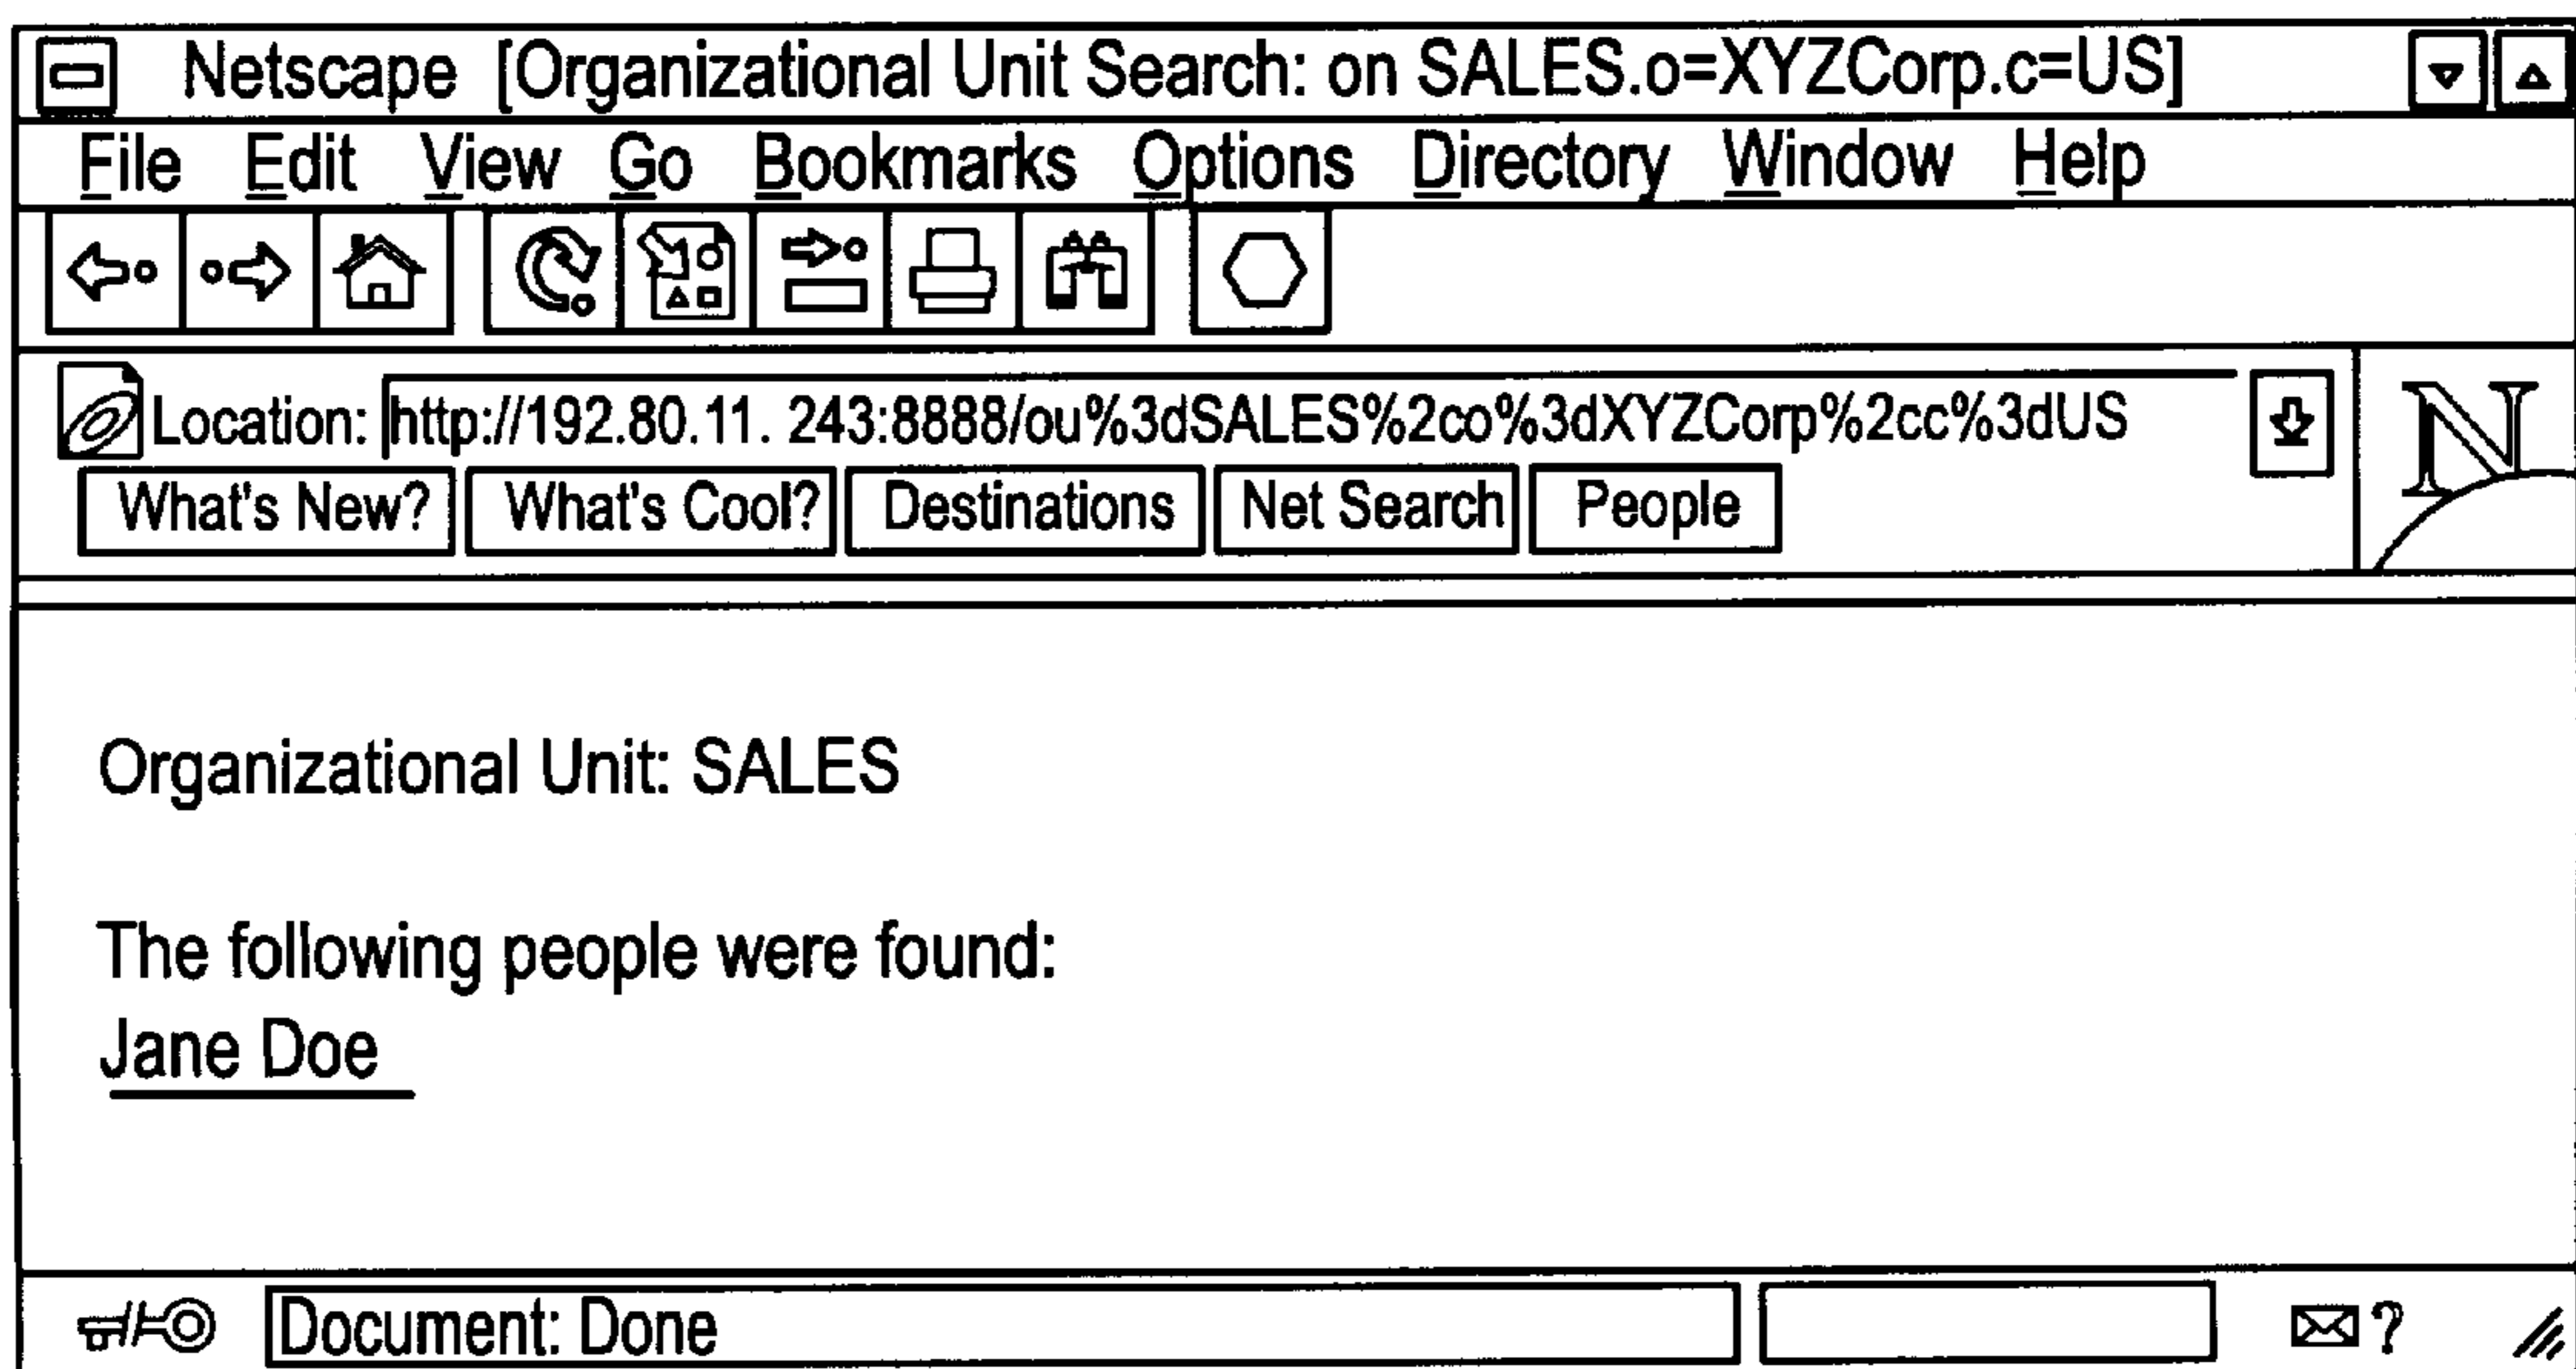 Netscape [Organizational Unit Search: on SALES.o=XYZCorp.c=US]
File Edit View Go Bookmarks Options Directory Window Help
Location: http://192.80.11. 243:8888/ou%3dSALES%2co%3dXYZCorp%2cc%3dUS
N
What's New? What's Cool? Destinations Net Search People
Organizational Unit: SALES
The following people were found:
Jane Doe
Document: Done
?